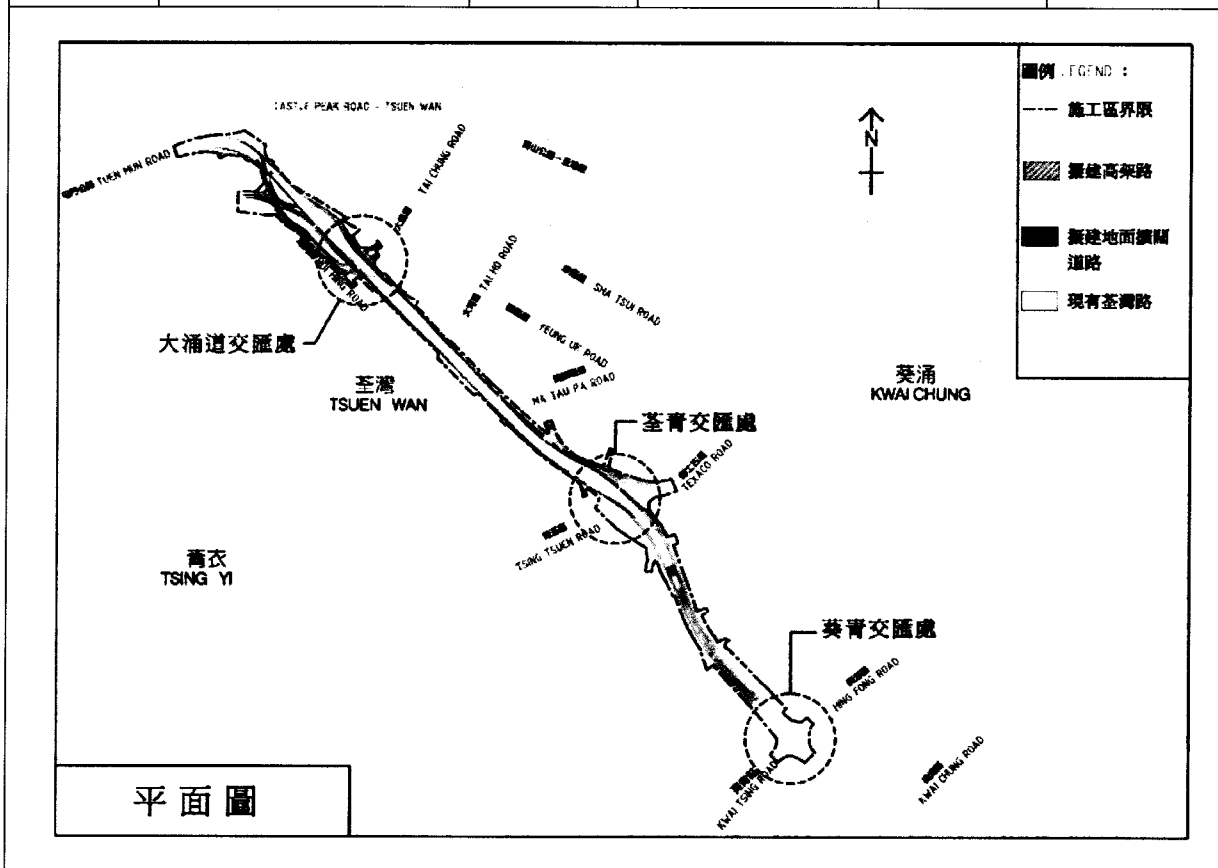 圖例 LEGEND :
施工區界限
擬建高架路
擬建地面擴闊
道路
現有荃灣路
CASTLE PEAK ROAD - TSUEN WAN
N
TUEN MUN ROAD
TAI CHUNG ROAD
TAI HO ROAD
SHA TSUI ROAD
YEUNG UK ROAD
MA TAU PA ROAD
大涌道交匯處
荃灣
TSUEN WAN
葵涌
KWAI CHUNG
荃青交匯處
TEXACO ROAD
TSING TSUEN ROAD
青衣
TSING YI
葵青交匯處
HING FONG ROAD
KWAI TSING ROAD
KWAI CHUNG ROAD
平面圖